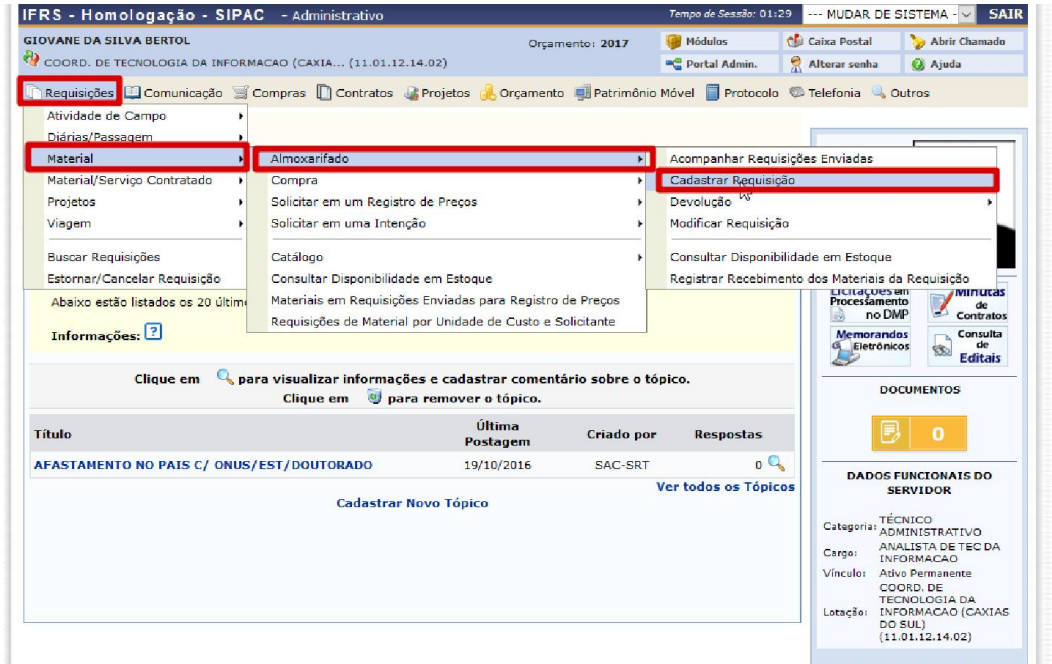 IFRS - Homologação - SIPAC - Administrativo
Tempo de Sessão: 01:29
--- MUDAR DE SISTEMA -
SAIR
GIOVANE DA SILVA BERTOL
Orçamento: 2017
Módulos
Caixa Postal
Abrir Chamado
COORD. DE TECNOLOGIA DA INFORMACAO (CAXIA... (11.01.12.14.02)
Portal Admin.
Alterar senha
Ajuda
Requisições Comunicação Compras Contratos Projetos Orçamento Patrimônio Móvel Protocolo Telefonia Outros
Atividade de Campo
Diárias/Passagem
Material
Material/Serviço Contratado
Projetos
Viagem
Buscar Requisições
Estornar/Cancelar Requisição
Almoxarifado
Compra
Solicitar em um Registro de Preços
Solicitar em uma Intenção
Catálogo
Consultar Disponibilidade em Estoque
Materiais em Requisições Enviadas para Registro de Preços
Requisições de Material por Unidade de Custo e Solicitante
Acompanhar Requisições Enviadas
Cadastrar Requisição
Devolução
Modificar Requisição
Consultar Disponibilidade em Estoque
Registrar Recebimento dos Materiais da Requisição
Abaixo estão listados os 20 último
Informações: ?
Clique em para visualizar informações e cadastrar comentário sobre o tópico.
Clique em para remover o tópico.
Título
Última Postagem
Criado por
Respostas
AFASTAMENTO NO PAIS C/ ONUS/EST/DOUTORADO
19/10/2016
SAC-SRT
0
Ver todos os Tópicos
Cadastrar Novo Tópico
Licitações em
Processamento
no DMP
Minutas
de
Contratos
Memorandos
Eletrônicos
Consulta
de
Editais
DOCUMENTOS
0
DADOS FUNCIONAIS DO
SERVIDOR
Categoria: TÉCNICO
ADMINISTRATIVO
Cargo: ANALISTA DE TEC DA
INFORMACAO
Vínculo: Ativo Permanente
Lotação: COORD. DE
TECNOLOGIA DA
INFORMACAO (CAXIAS
DO SUL)
(11.01.12.14.02)